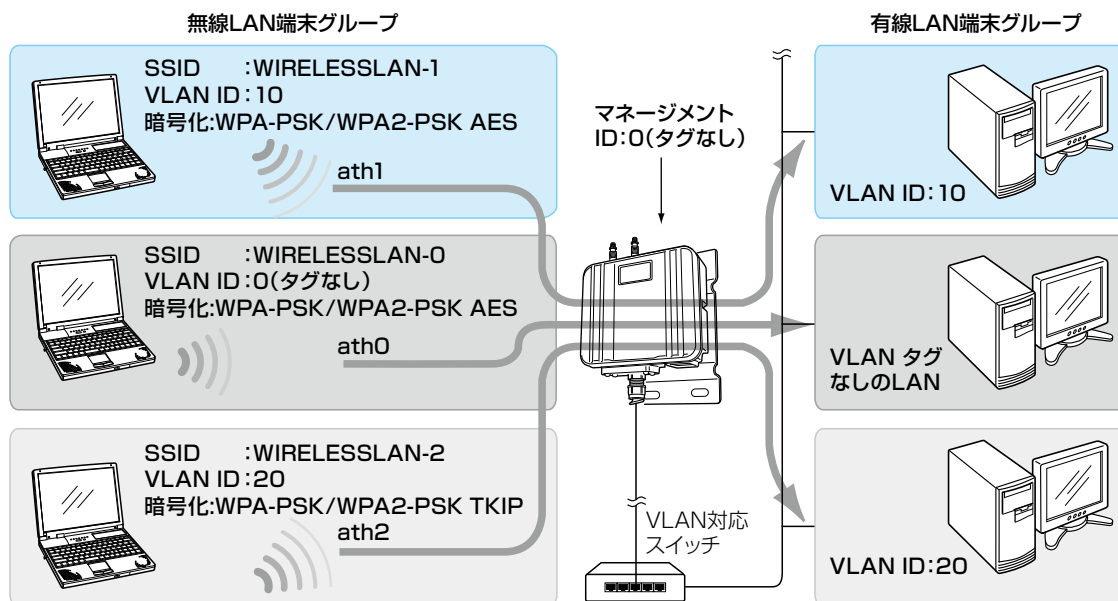 無線LAN端末グループ
有線LAN端末グループ
SSID :WIRELESSLAN-1
VLAN ID:10
暗号化:WPA-PSK/WPA2-PSK AES
ath1
マネージメント
ID:0(タグなし)
VLAN ID:10
SSID :WIRELESSLAN-0
VLAN ID:0(タグなし)
暗号化:WPA-PSK/WPA2-PSK AES
ath0
VLAN タグ
なしのLAN
SSID :WIRELESSLAN-2
VLAN ID:20
暗号化:WPA-PSK/WPA2-PSK TKIP
ath2
VLAN対応
スイッチ
VLAN ID:20